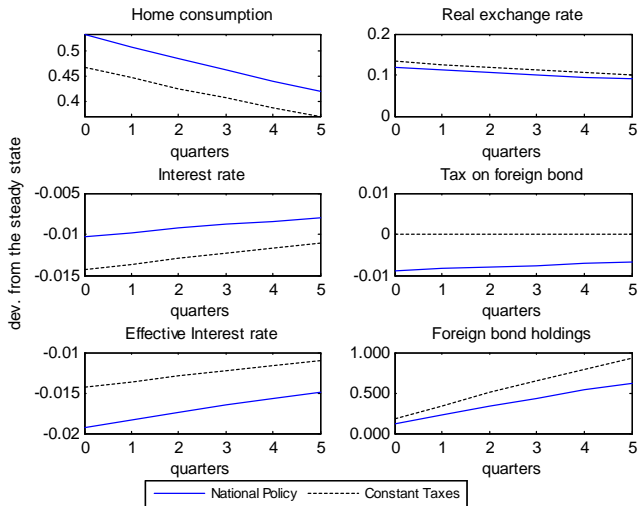 Home consumption
0.5
0.45
0.4
0 1 2 3 4 5
quarters
Real exchange rate
0.2
0.1
0
0 1 2 3 4 5
quarters
dev. from the steady state
Interest rate
-0.005
-0.01
-0.015
0 1 2 3 4 5
quarters
Tax on foreign bond
0.01
0
-0.01
0 1 2 3 4 5
quarters
Effective Interest rate
-0.01
-0.015
-0.02
0 1 2 3 4 5
quarters
Foreign bond holdings
1.000
0.500
0.000
0 1 2 3 4 5
quarters
National Policy Constant Taxes